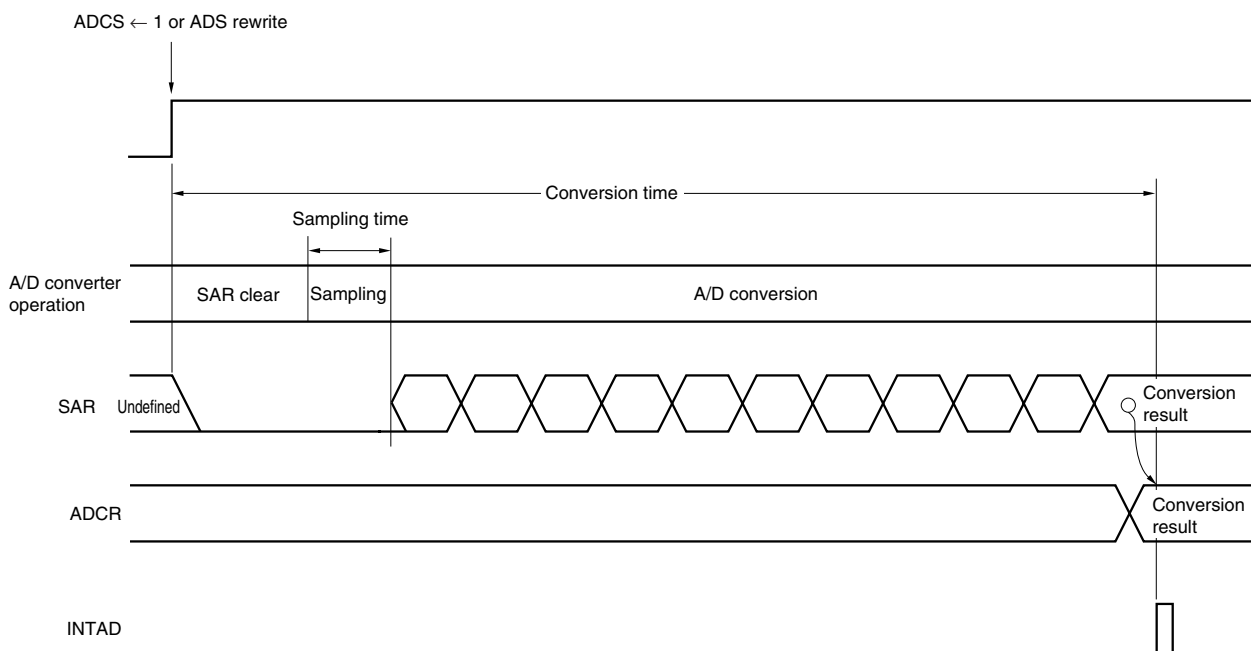 ADCS ← 1 or ADS rewrite
Conversion time
Sampling time
A/D converter
operation
SAR clear
Sampling
A/D conversion
SAR
Undefined
Conversion
result
ADCR
Conversion
result
INTAD